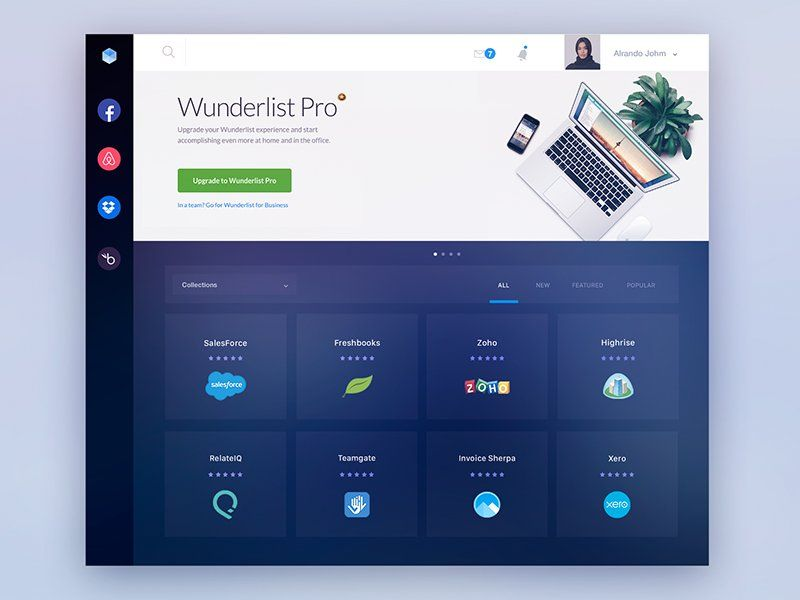 7
Alrando Johm
Wunderlist Pro
Upgrade your Wunderlist experience and start
accomplishing even more at home and in the office.
Upgrade to Wunderlist Pro
In a team? Go for Wunderlist for Business
Collections
ALL
NEW
FEATURED
POPULAR
SalesForce
salesforce
Freshbooks
Zoho
ZOHO
Highrise
RelateIQ
Teamgate
Invoice Sherpa
Xero
xero